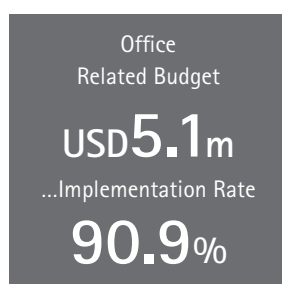 Office
Related Budget
USD5.1m
...Implementation Rate
90.9%